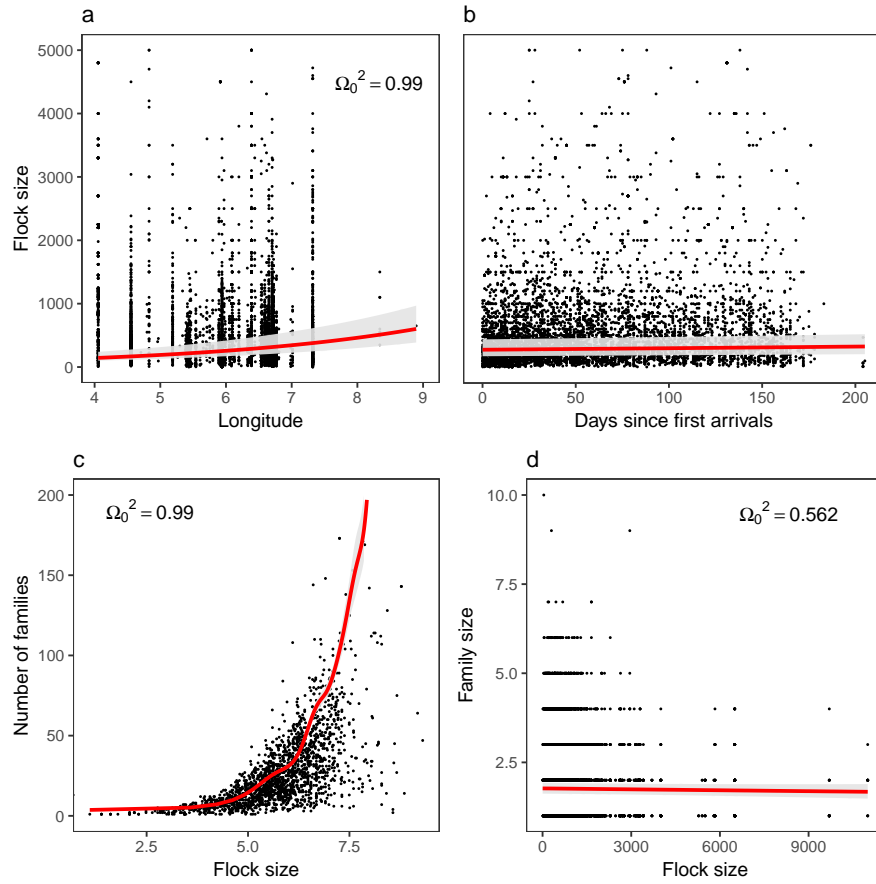 a
5000
4000
3000
2000
1000
0
Flock size
Ω₀² = 0.99
4 5 6 7 8 9
Longitude
b
0 50 100 150 200
Days since first arrivals
c
200
150
100
50
0
Number of families
Ω₀² = 0.99
2.5 5.0 7.5
Flock size
d
10.0
7.5
5.0
2.5
Family size
Ω₀² = 0.562
0 3000 6000 9000
Flock size